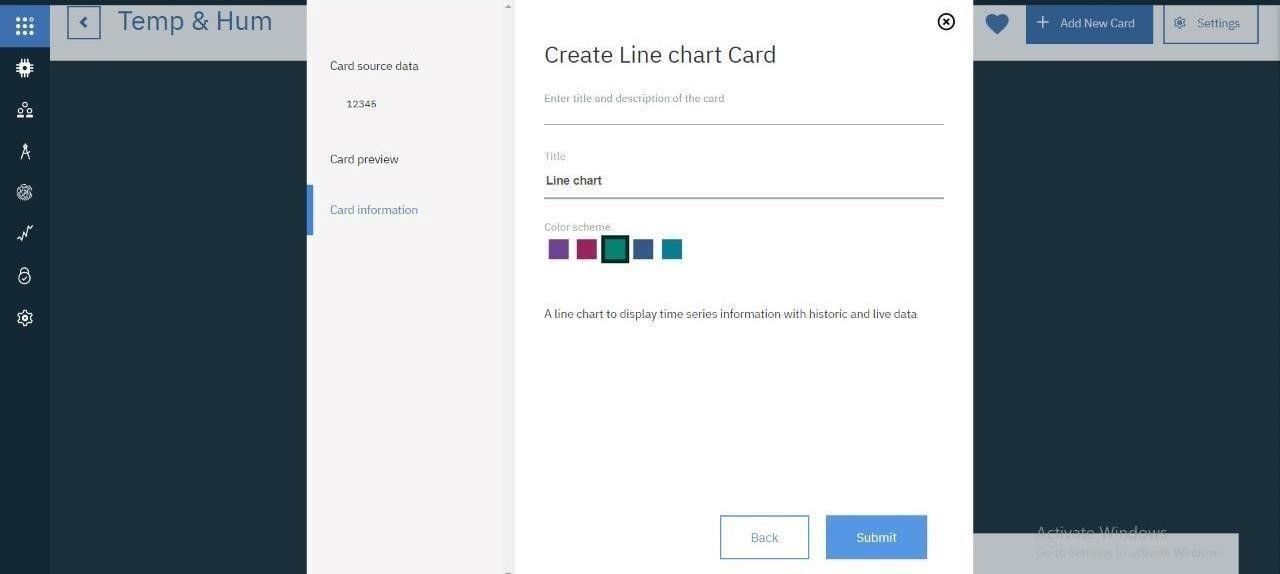 Temp & Hum
Add New Card
Settings
Card source data
12345
Card preview
Card information
Create Line chart Card
Enter title and description of the card
Title
Line chart
Color scheme
A line chart to display time series information with historic and live data
Back
Submit
Activate Windows
Go to Settings to activate Windows.